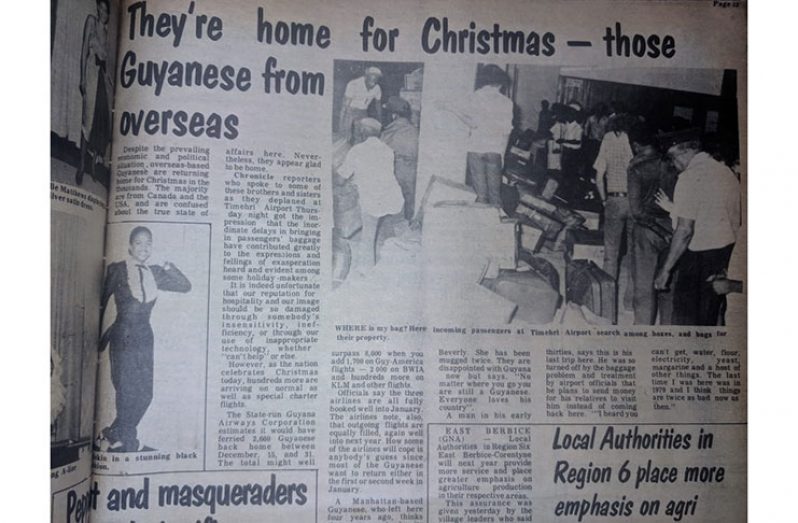 Page 12
They're home for Christmas — those
Guyanese from
overseas
Despite the prevailing
economic and political
situation, overseas-based
Guyanese are returning
home for Christmas in the
thousands. The majority
are from Canada and the
USA, and are confused
about the true state of
affairs here. Never-
theless, they appear glad
to be home.
Chronicle reporters
who spoke to some of
these brothers and sisters
as they deplaned at
Timehri Airport Thurs-
day night got the im-
pression that the inor-
dinate delays in bringing
in passengers' baggage
have contributed greatly
to the expressions and
fellings of exasperation
heard and evident among
some holiday-makers.
It is indeed unfortunate
that our reputation for
hospitality and our image
should be so damaged
through somebody's
insensitivity, inef-
ficiency, or through our
use of inappropriate
technology, whether
"can't help" or else.
However, as the nation
celebrates Christmas
today, hundreds more are
arriving on normal as
well as special charter
flights.
The State-run Guyana
Airways Corporation
estimates it would have
ferried 2,660 Guyanese
back home between
December, 15, and 31.
The total might well
WHERE is my bag? Here incoming passengers at Timehri Airport search among boxes, and bags for
their property.
surpass 8,000 when you
add 1,700 on Guy-America
flights — 2 000 on BWIA
and hundreds more on
KLM and other flights.
Officials say the three
airlines are all fully
booked well into January.
The airlines note, also,
that outgoing flights are
equally filled, again well
into next year. How some
of the airlines will cope is
anybody's guess since
most of the Guyanese
want to return either in
the first or second week in
January.
A Manhattan-based
Guyanese, who left here
four years ago, thinks
Beverly. She has been
mugged twice. They are
disappointed with Guyana
now but says. "No
matter where you go you
are still a Guyanese.
Everyone loves his
country".
A man in his early
thirties, says this is his
last trip here. He was so
turned off by the baggage
problem and treatment
by airport officials that
he plans to send money
for his relatives to visit
him instead of coming
back here. "I heard you
can't get, water, flour,
electricity, yeast,
margarine and a host of
other things. The last
time I was here was in
1978 and I think things
are twice as bad now as
then."
EAST BERBICE
(GNA) Local
Authorities in Region Six
East Berbice-Corentyne
will next year provide
more service and place
greater emphasis on
agriculture production
in their respective areas.
This assurance was
given yesterday by the
village leaders who said
Local Authorities in
Region 6 place more
emphasis on agri
in a stunning black
and masqueraders